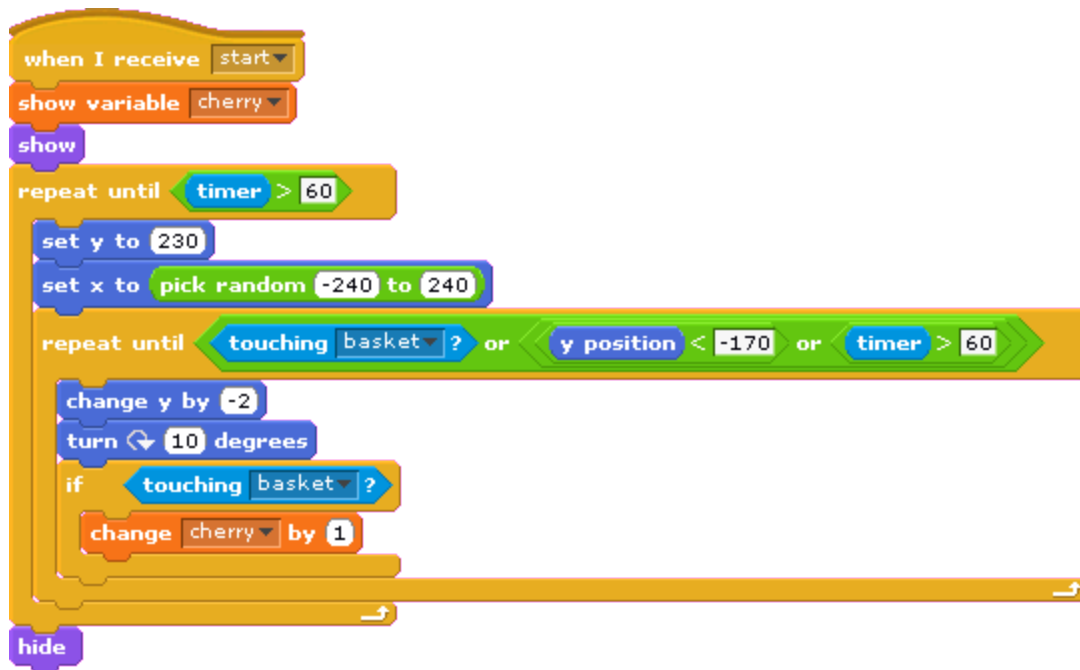 when I receive start
show variable cherry
show
repeat until timer > 60
set y to 230
set x to pick random -240 to 240
repeat until touching basket ? or y position < -170 or timer > 60
change y by -2
turn 10 degrees
if touching basket ?
change cherry by 1
hide